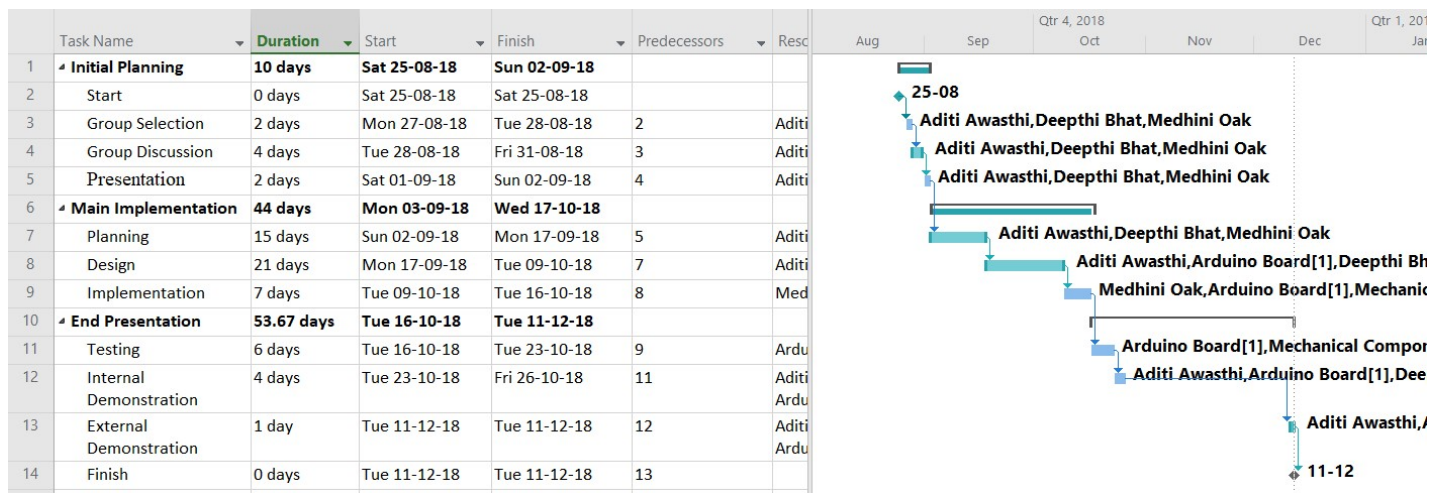 Qtr 4, 2018 Qtr 1, 201
Task Name Duration Start Finish Predecessors Resc Aug Sep Oct Nov Dec Jan
1 Initial Planning 10 days Sat 25-08-18 Sun 02-09-18
2 Start 0 days Sat 25-08-18 Sat 25-08-18 25-08
3 Group Selection 2 days Mon 27-08-18 Tue 28-08-18 2 Aditi Aditi Awasthi,Deepthi Bhat,Medhini Oak
4 Group Discussion 4 days Tue 28-08-18 Fri 31-08-18 3 Aditi Aditi Awasthi,Deepthi Bhat,Medhini Oak
5 Presentation 2 days Sat 01-09-18 Sun 02-09-18 4 Aditi Aditi Awasthi,Deepthi Bhat,Medhini Oak
6 Main Implementation 44 days Mon 03-09-18 Wed 17-10-18
7 Planning 15 days Sun 02-09-18 Mon 17-09-18 5 Aditi Aditi Awasthi,Deepthi Bhat,Medhini Oak
8 Design 21 days Mon 17-09-18 Tue 09-10-18 7 Aditi Aditi Awasthi,Arduino Board[1],Deepthi Bh
9 Implementation 7 days Tue 09-10-18 Tue 16-10-18 8 Med Medhini Oak,Arduino Board[1],Mechanic
10 End Presentation 53.67 days Tue 16-10-18 Tue 11-12-18
11 Testing 6 days Tue 16-10-18 Tue 23-10-18 9 Ardu Arduino Board[1],Mechanical Compor
12 Internal 4 days Tue 23-10-18 Fri 26-10-18 11 Aditi Aditi Awasthi,Arduino Board[1],Dee
Demonstration Ardu
13 External 1 day Tue 11-12-18 Tue 11-12-18 12 Aditi Aditi Awasthi,A
Demonstration Ardu
14 Finish 0 days Tue 11-12-18 Tue 11-12-18 13 11-12